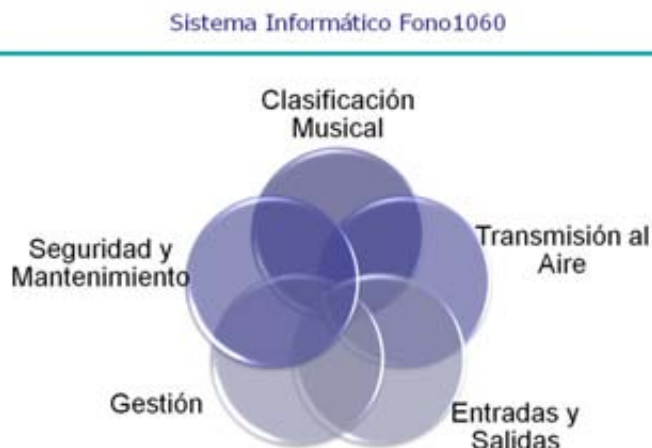 Sistema Informático Fono1060
Clasificación
Musical
Transmisión al
Aire
Entradas y
Salidas
Gestión
Seguridad y
Mantenimiento